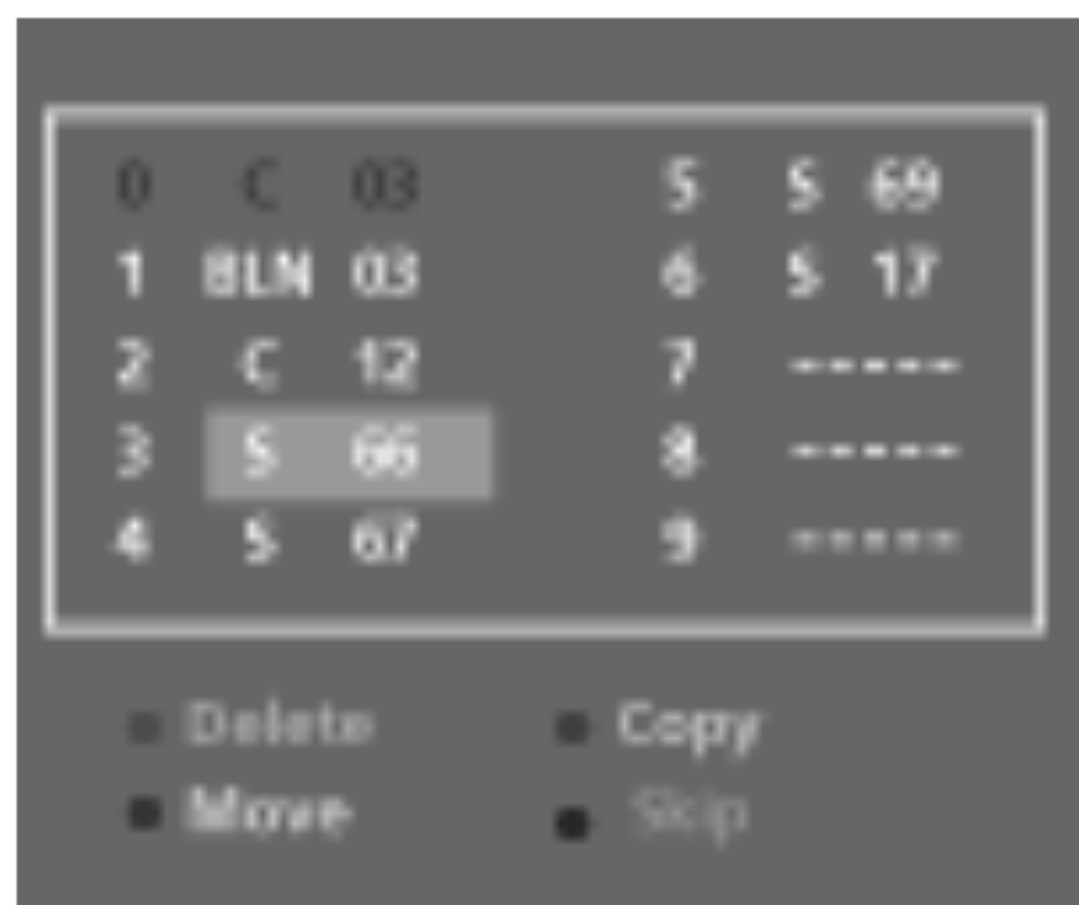 0 C 03
1 BLN 03
2 C 12
3 S 66
4 S 67
5 S 69
6 S 17
7 -----
8 -----
9 -----
Delete
Copy
Move
Skip